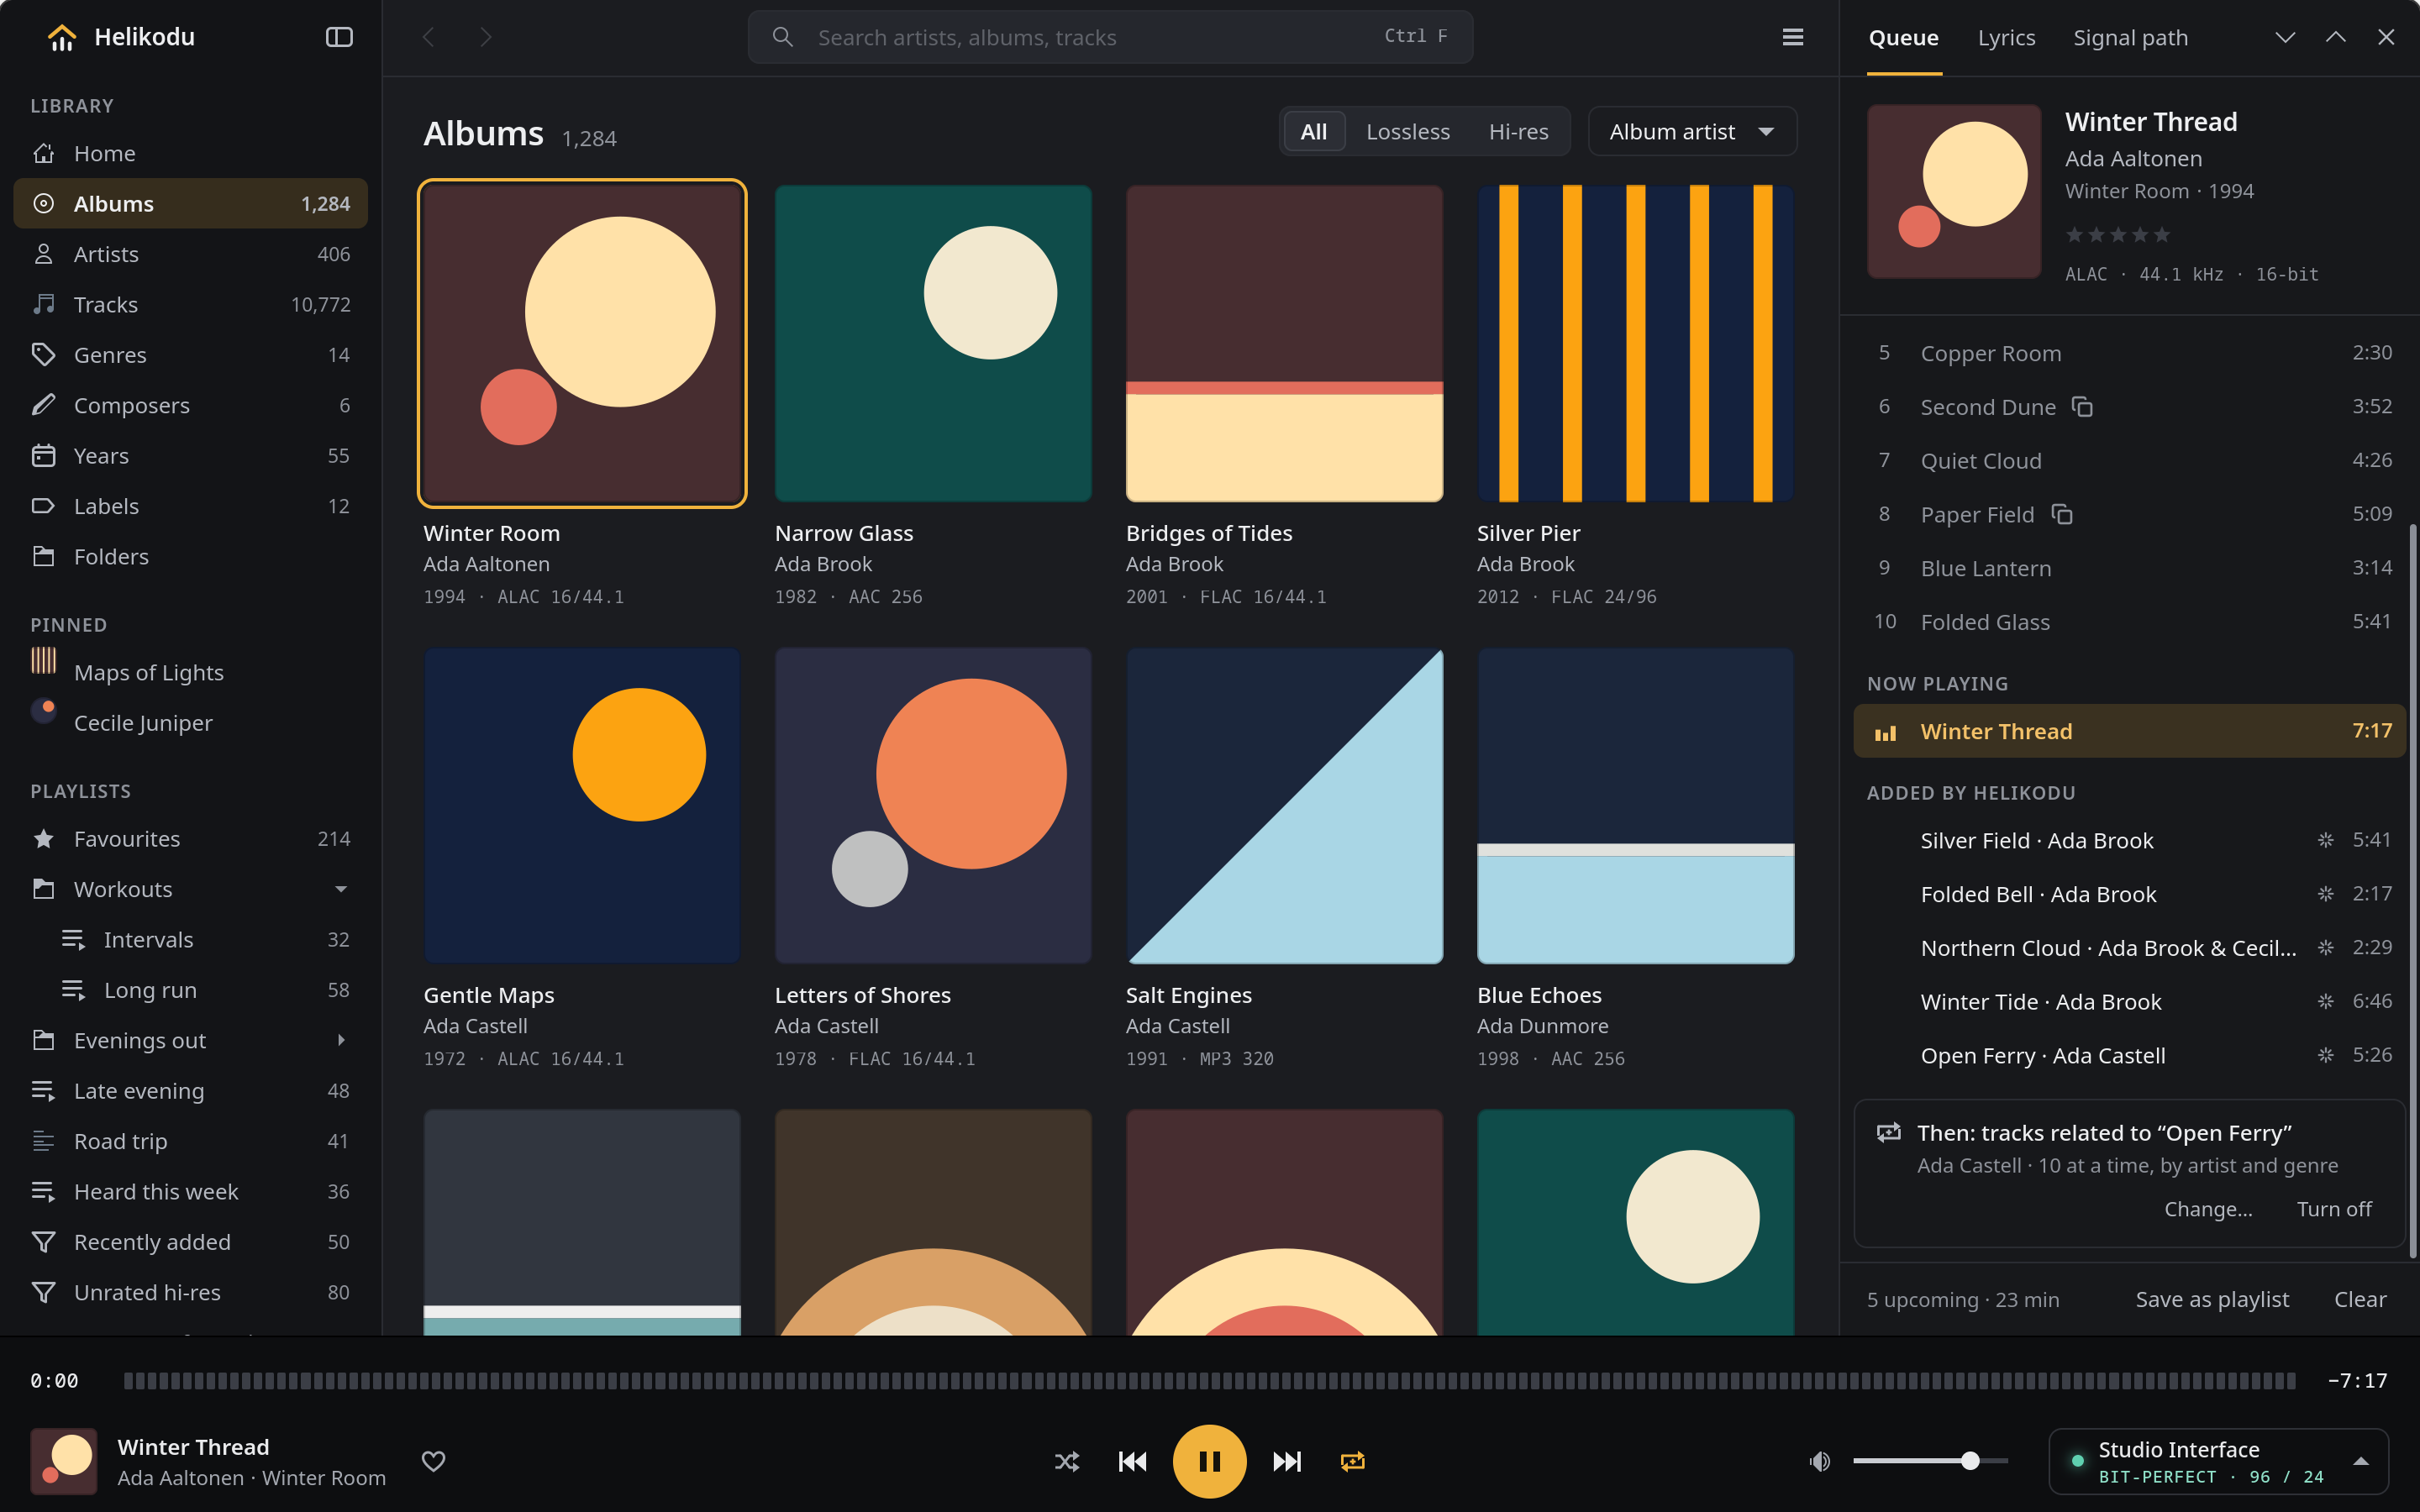 Helikodu
LIBRARY
Home
Albums 1,284
Artists 406
Tracks 10,772
Genres 14
Composers 6
Years 55
Labels 12
Folders
PINNED
Maps of Lights
Cecile Juniper
PLAYLISTS
Favourites 214
Workouts
Intervals 32
Long run 58
Evenings out
Late evening 48
Road trip 41
Heard this week 36
Recently added 50
Unrated hi-res 80
Search artists, albums, tracks Ctrl F
Albums 1,284
All Lossless Hi-res Album artist
Winter Room
Ada Aaltonen
1994 · ALAC 16/44.1
Narrow Glass
Ada Brook
1982 · AAC 256
Bridges of Tides
Ada Brook
2001 · FLAC 16/44.1
Silver Pier
Ada Brook
2012 · FLAC 24/96
Gentle Maps
Ada Castell
1972 · ALAC 16/44.1
Letters of Shores
Ada Castell
1978 · FLAC 16/44.1
Salt Engines
Ada Castell
1991 · MP3 320
Blue Echoes
Ada Dunmore
1998 · AAC 256
Queue Lyrics Signal path
Winter Thread
Ada Aaltonen
Winter Room · 1994
ALAC · 44.1 kHz · 16-bit
5 Copper Room 2:30
6 Second Dune 3:52
7 Quiet Cloud 4:26
8 Paper Field 5:09
9 Blue Lantern 3:14
10 Folded Glass 5:41
NOW PLAYING
Winter Thread 7:17
ADDED BY HELIKODU
Silver Field · Ada Brook 5:41
Folded Bell · Ada Brook 2:17
Northern Cloud · Ada Brook & Cecil… 2:29
Winter Tide · Ada Brook 6:46
Open Ferry · Ada Castell 5:26
Then: tracks related to “Open Ferry”
Ada Castell · 10 at a time, by artist and genre
Change… Turn off
5 upcoming · 23 min Save as playlist Clear
0:00 −7:17
Winter Thread
Ada Aaltonen · Winter Room
Studio Interface
BIT-PERFECT · 96 / 24